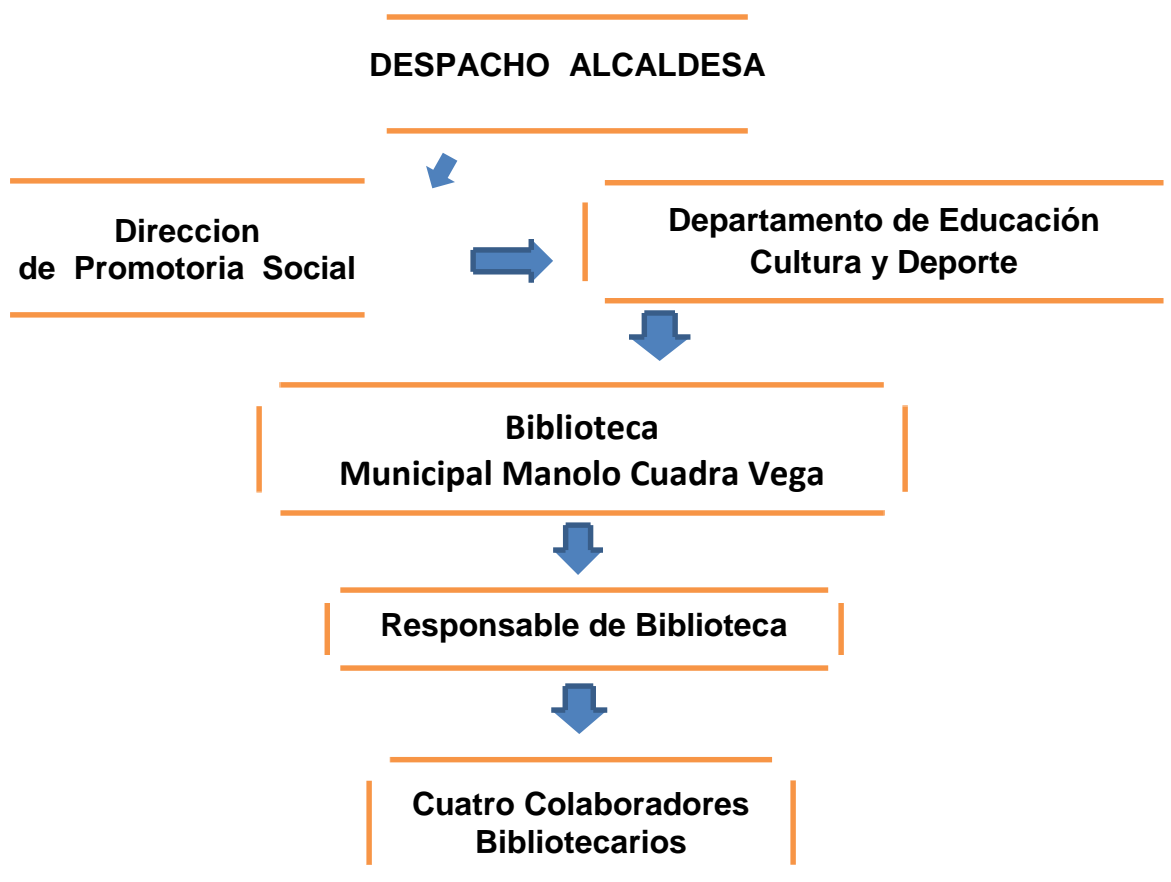 DESPACHO ALCALDESA
Direccion
de Promotoria Social
Departamento de Educación
Cultura y Deporte
Biblioteca
Municipal Manolo Cuadra Vega
Responsable de Biblioteca
Cuatro Colaboradores
Bibliotecarios